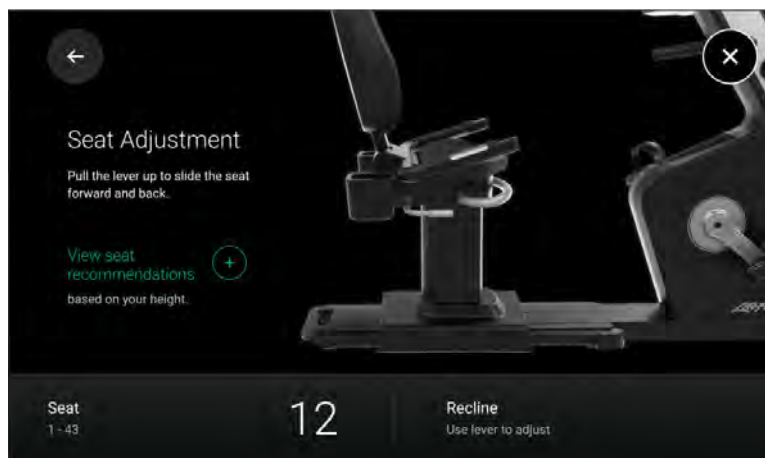 Seat Adjustment
Pull the lever up to slide the seat
forward and back.
View seat
recommendations
based on your height.
Seat
1 - 43
12
Recline
Use lever to adjust